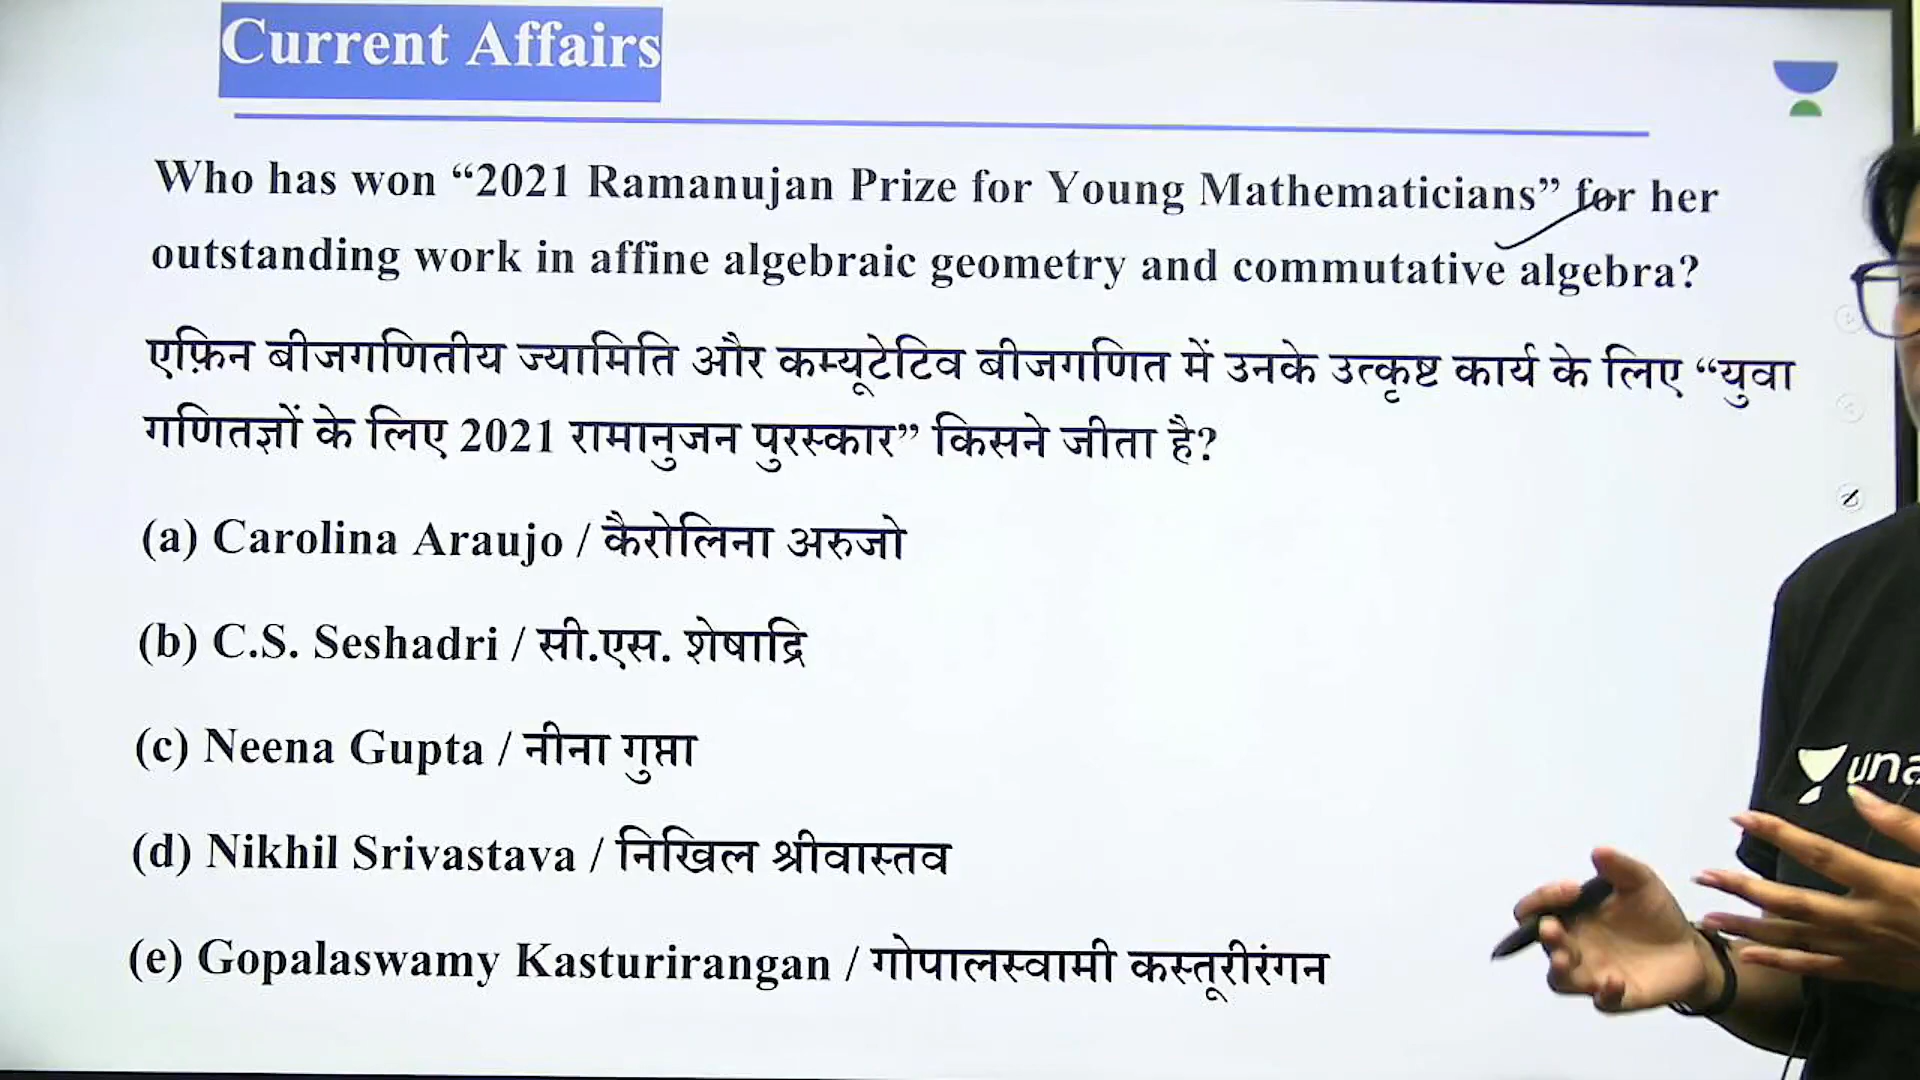 Current Affairs
Who has won “2021 Ramanujan Prize for Young Mathematicians” for her
outstanding work in affine algebraic geometry and commutative algebra?
एफ़िन बीजगणितीय ज्यामिति और कम्यूटेटिव बीजगणित में उनके उत्कृष्ट कार्य के लिए “युवा
गणितज्ञों के लिए 2021 रामानुजन पुरस्कार” किसने जीता है?
(a) Carolina Araujo / कैरोलिना अरुजो
(b) C.S. Seshadri / सी.एस. शेषाद्रि
(c) Neena Gupta / नीना गुप्ता
(d) Nikhil Srivastava / निखिल श्रीवास्तव
(e) Gopalaswamy Kasturirangan / गोपालस्वामी कस्तूरीरंगन